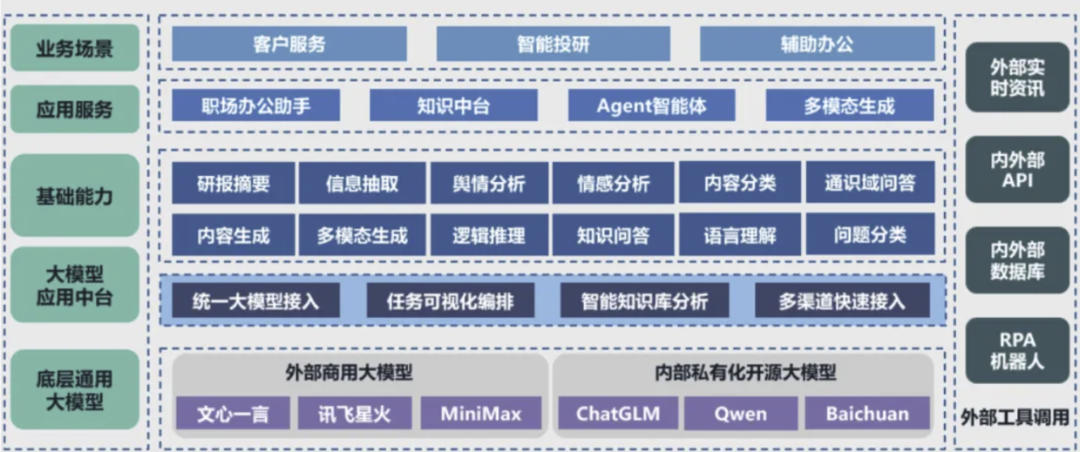 业务场景
客户服务
智能投研
辅助办公
应用服务
职场办公助手
知识中台
Agent智能体
多模态生成
基础能力
研报摘要
信息抽取
舆情分析
情感分析
内容分类
通识域问答
内容生成
多模态生成
逻辑推理
知识问答
语言理解
问题分类
大模型
应用中台
统一大模型接入
任务可视化编排
智能知识库分析
多渠道快速接入
底层通用
大模型
外部商用大模型
文心一言
讯飞星火
MiniMax
内部私有化开源大模型
ChatGLM
Qwen
Baichuan
外部实
时资讯
内外部
API
内外部
数据库
RPA
机器人
外部工具调用